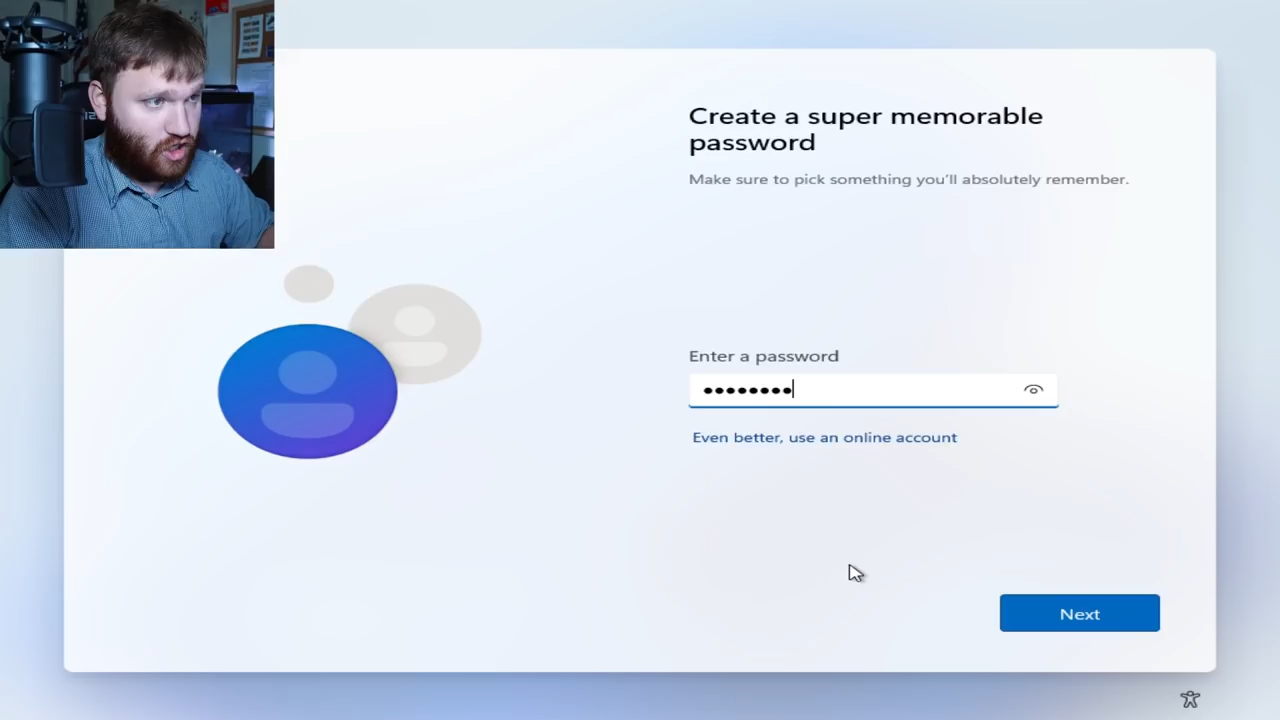 Create a super memorable
password
Make sure to pick something you'll absolutely remember.
Enter a password
••••••••
Even better, use an online account
Next